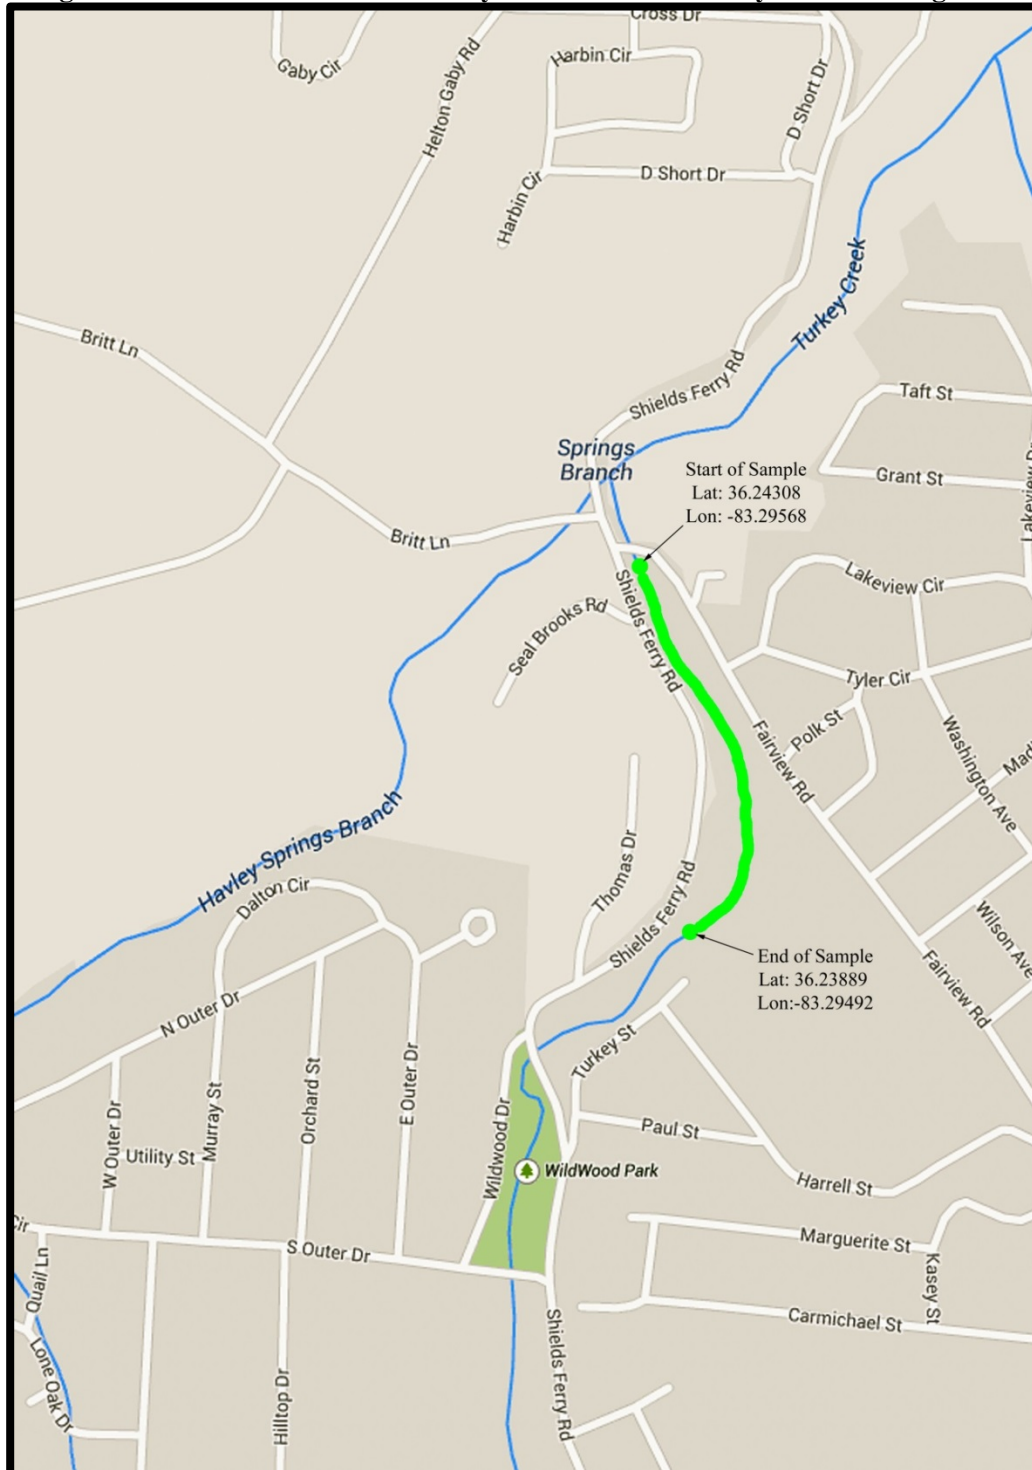 Cross Dr
Gaby Cir
Helton Gaby Rd
Harbin Cir
D Short Dr
D Short Dr
Harbin Cir
Turkey Creek
Britt Ln
Shields Ferry Rd
Taft St
Springs
Branch
Start of Sample
Lat: 36.24308
Lon: -83.29568
Grant St
Lakeview Dr
Britt Ln
Lakeview Cir
Seal Brooks Rd
Shields Ferry Rd
Tyler Cir
Polk St
Fairview Rd
Washington Ave
Madi
Havley Springs Branch
Dalton Cir
Thomas Dr
Shields Ferry Rd
Wilson Ave
End of Sample
Lat: 36.23889
Lon:-83.29492
Fairview Rd
N Outer Dr
Turkey St
W Outer Dr
Utility St
Murray St
Orchard St
E Outer Dr
Wildwood Dr
Paul St
WildWood Park
Harrell St
Cir
S Outer Dr
Marguerite St
Kasey St
Quail Ln
Carmichael St
Lone Oak Dr
Hilltop Dr
Shields Ferry Rd